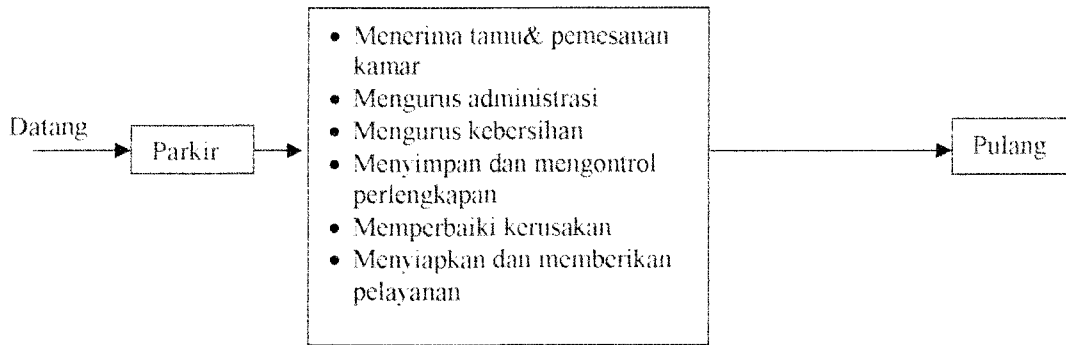 Datang
Parkir
• Menerima tamu& pemesanan
kamar
• Mengurus administrasi
• Mengurus kebersihan
• Menyimpan dan mengontrol
perlengkapan
• Memperbaiki kerusakan
• Menyiapkan dan memberikan
pelayanan
Pulang